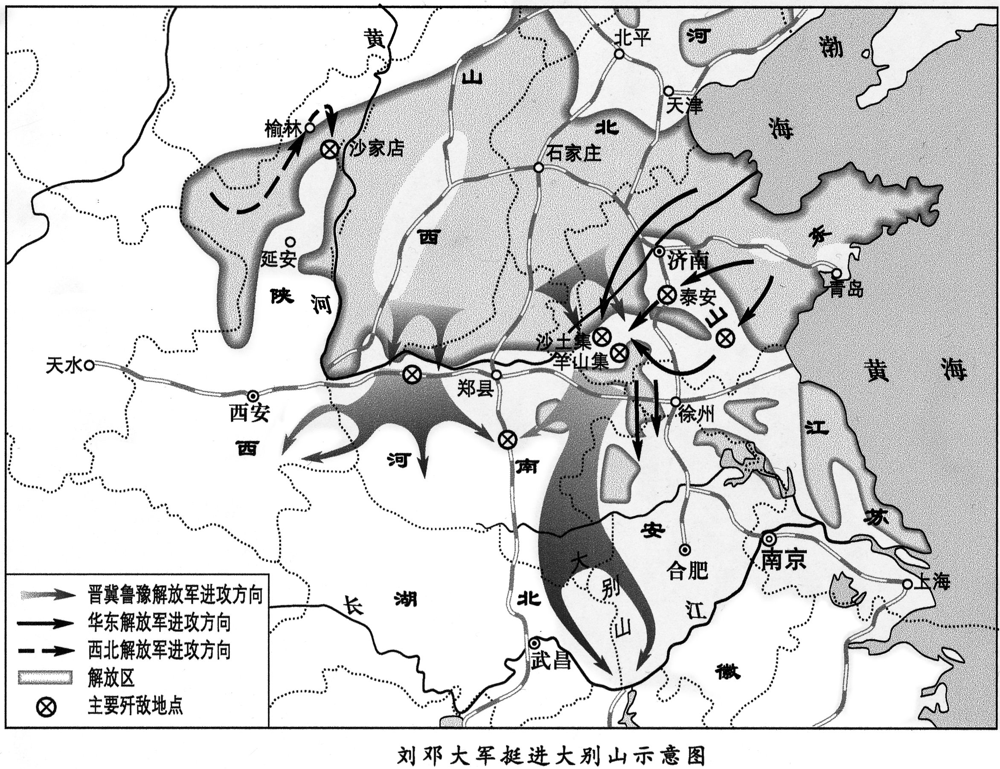 黄
北平
河
渤
山
天津
榆林
北
海
沙家店
石家庄
西
东
延安
济南
陕
河
泰安
青岛
山
沙土集
羊山集
天水
黄
海
郑县
西安
徐州
江
西
河
南
苏
安
大
南京
合肥
别
上海
长
湖
北
江
山
武昌
徽
晋冀鲁豫解放军进攻方向
华东解放军进攻方向
西北解放军进攻方向
解放区
主要歼敌地点
刘邓大军挺进大别山示意图